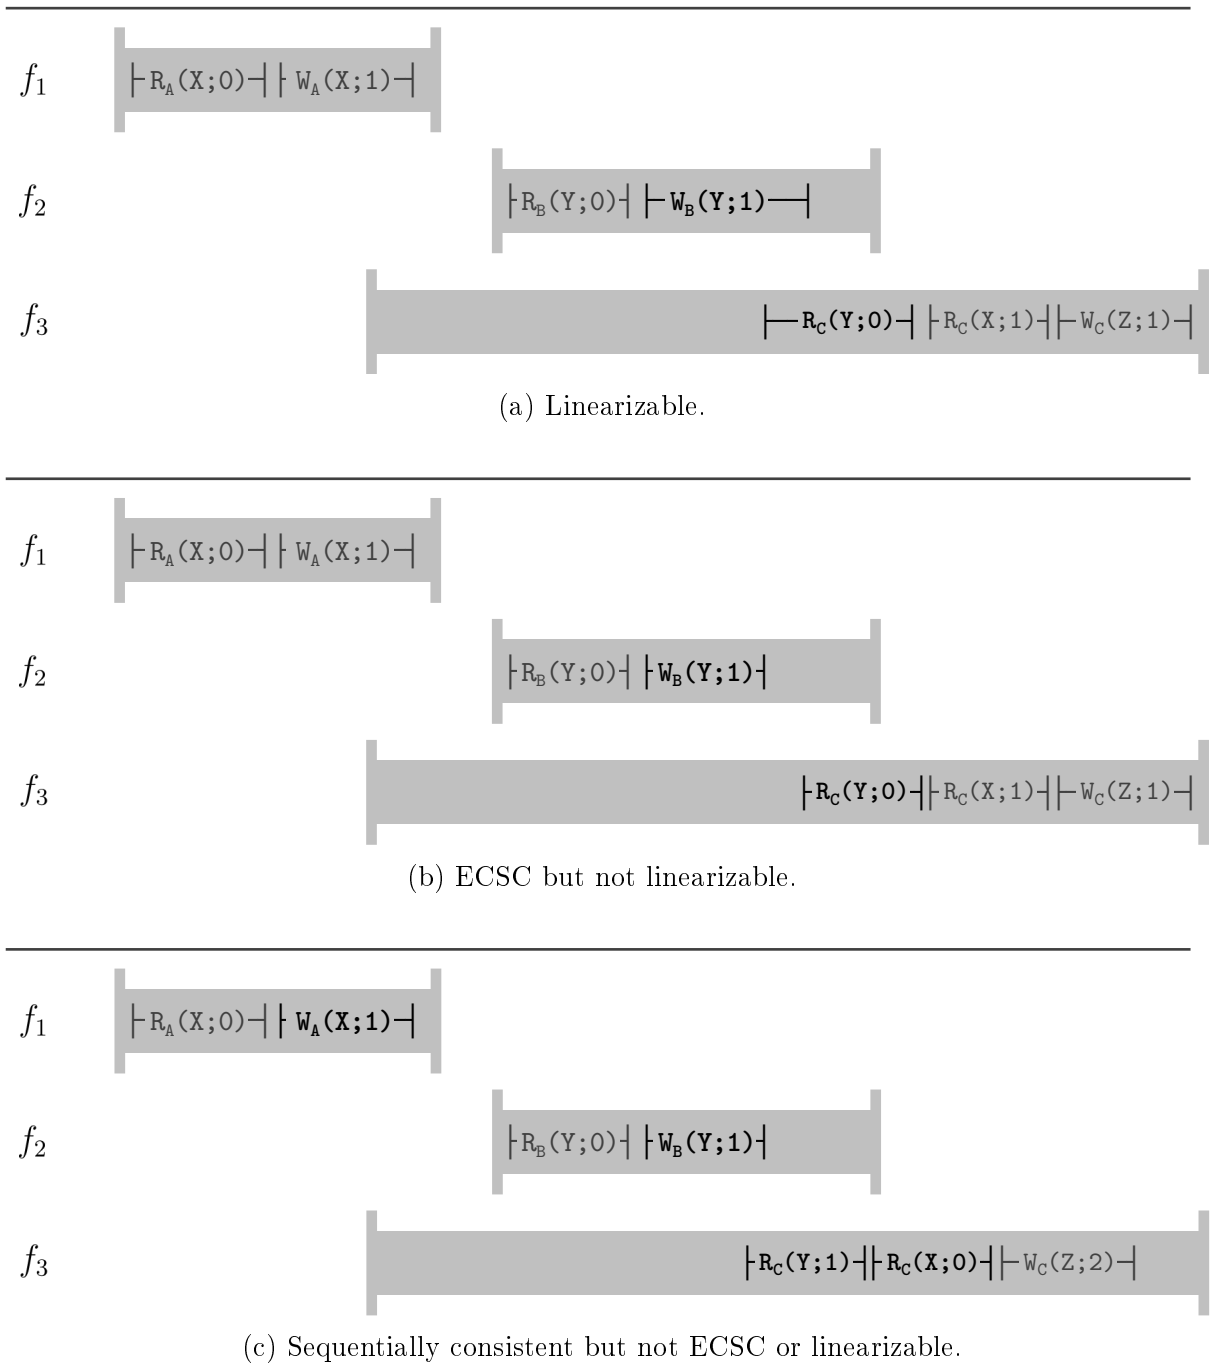 f₁ R_A(X;0) W_A(X;1)
f₂ R_B(Y;0) W_B(Y;1)
f₃ R_C(Y;0) R_C(X;1) W_C(Z;1)
(a) Linearizable.
f₁ R_A(X;0) W_A(X;1)
f₂ R_B(Y;0) W_B(Y;1)
f₃ R_C(Y;0) R_C(X;1) W_C(Z;1)
(b) ECSC but not linearizable.
f₁ R_A(X;0) W_A(X;1)
f₂ R_B(Y;0) W_B(Y;1)
f₃ R_C(Y;1) R_C(X;0) W_C(Z;2)
(c) Sequentially consistent but not ECSC or linearizable.